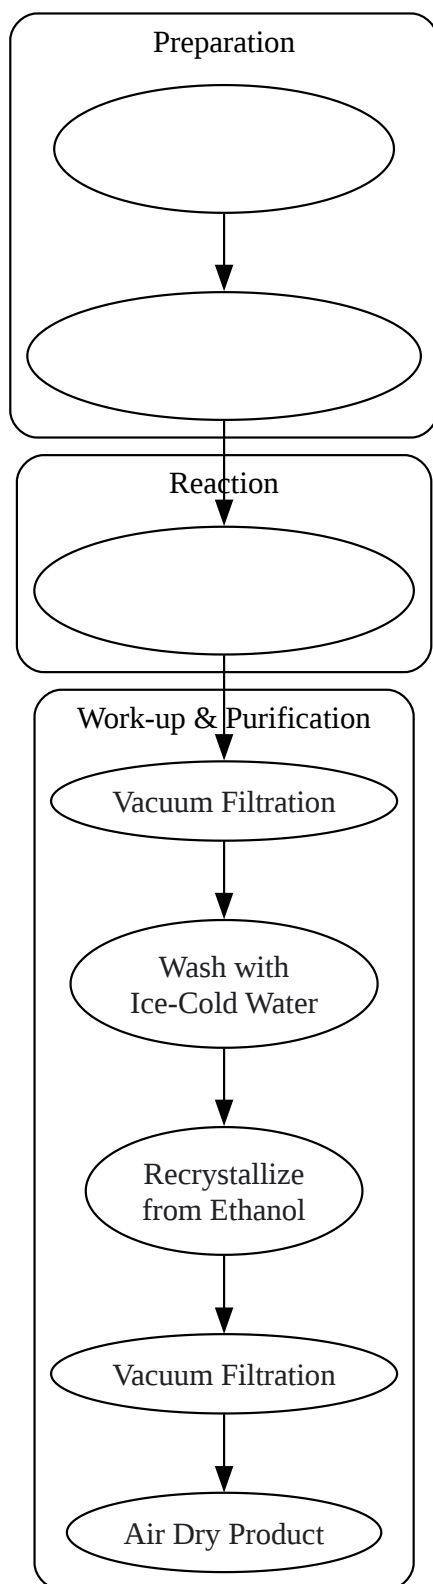 Preparation
Reaction
Work-up & Purification
Vacuum Filtration
Wash with
Ice-Cold Water
Recrystallize
from Ethanol
Vacuum Filtration
Air Dry Product